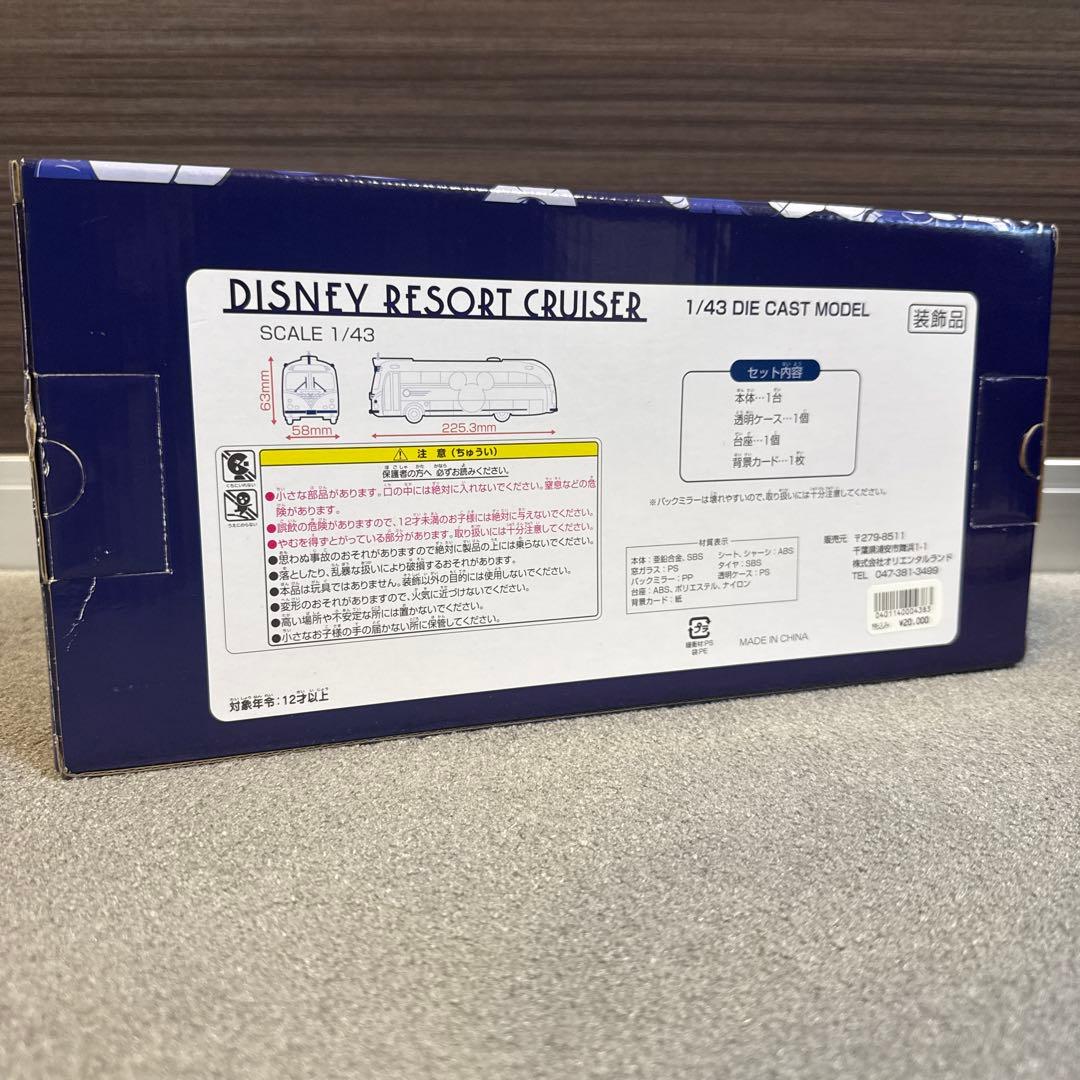 DISNEY RESORT CRUISER
1/43 DIE CAST MODEL
装飾品
SCALE 1/43
63mm
58mm
225.3mm
セット内容
本体…1台
透明ケース…1個
台座…1個
背景カード…1枚
※バックミラーは壊れやすいので、取り扱いには十分注意してください。
注 意(ちゅうい)
保護者の方へ 必ずお読みください。
●小さな部品があります。口の中には絶対に入れないでください。窒息などの危
険があります。
●誤飲の危険がありますので、12才未満のお子様には絶対に与えないでください。
●やむを得ずとがっている部分があります。取り扱いには十分注意してください。
●思わぬ事故のおそれがありますので絶対に製品の上には乗らないでください。
●落としたり、乱暴な扱いにより破損するおそれがあります。
●本品は玩具ではありません。装飾以外の目的には使用しないでください。
●変形のおそれがありますので、火気に近づけないでください。
●高い場所や不安定な所には置かないでください。
●小さなお子様の手の届かない所に保管してください。
対象年令:12才以上
材質表示
本体:亜鉛合金、SBS シート、シャーシ:ABS
窓ガラス:PS タイヤ:SBS
バックミラー:PP 透明ケース:PS
台座:ABS、ポリエステル、ナイロン
背景カード:紙
プラ
緩衝材:PS
袋:PE
MADE IN CHINA
販売元 〒279-8511
千葉県浦安市舞浜1-1
株式会社オリエンタルランド
TEL 047-381-3499
0401140004383
税込み ¥20,000